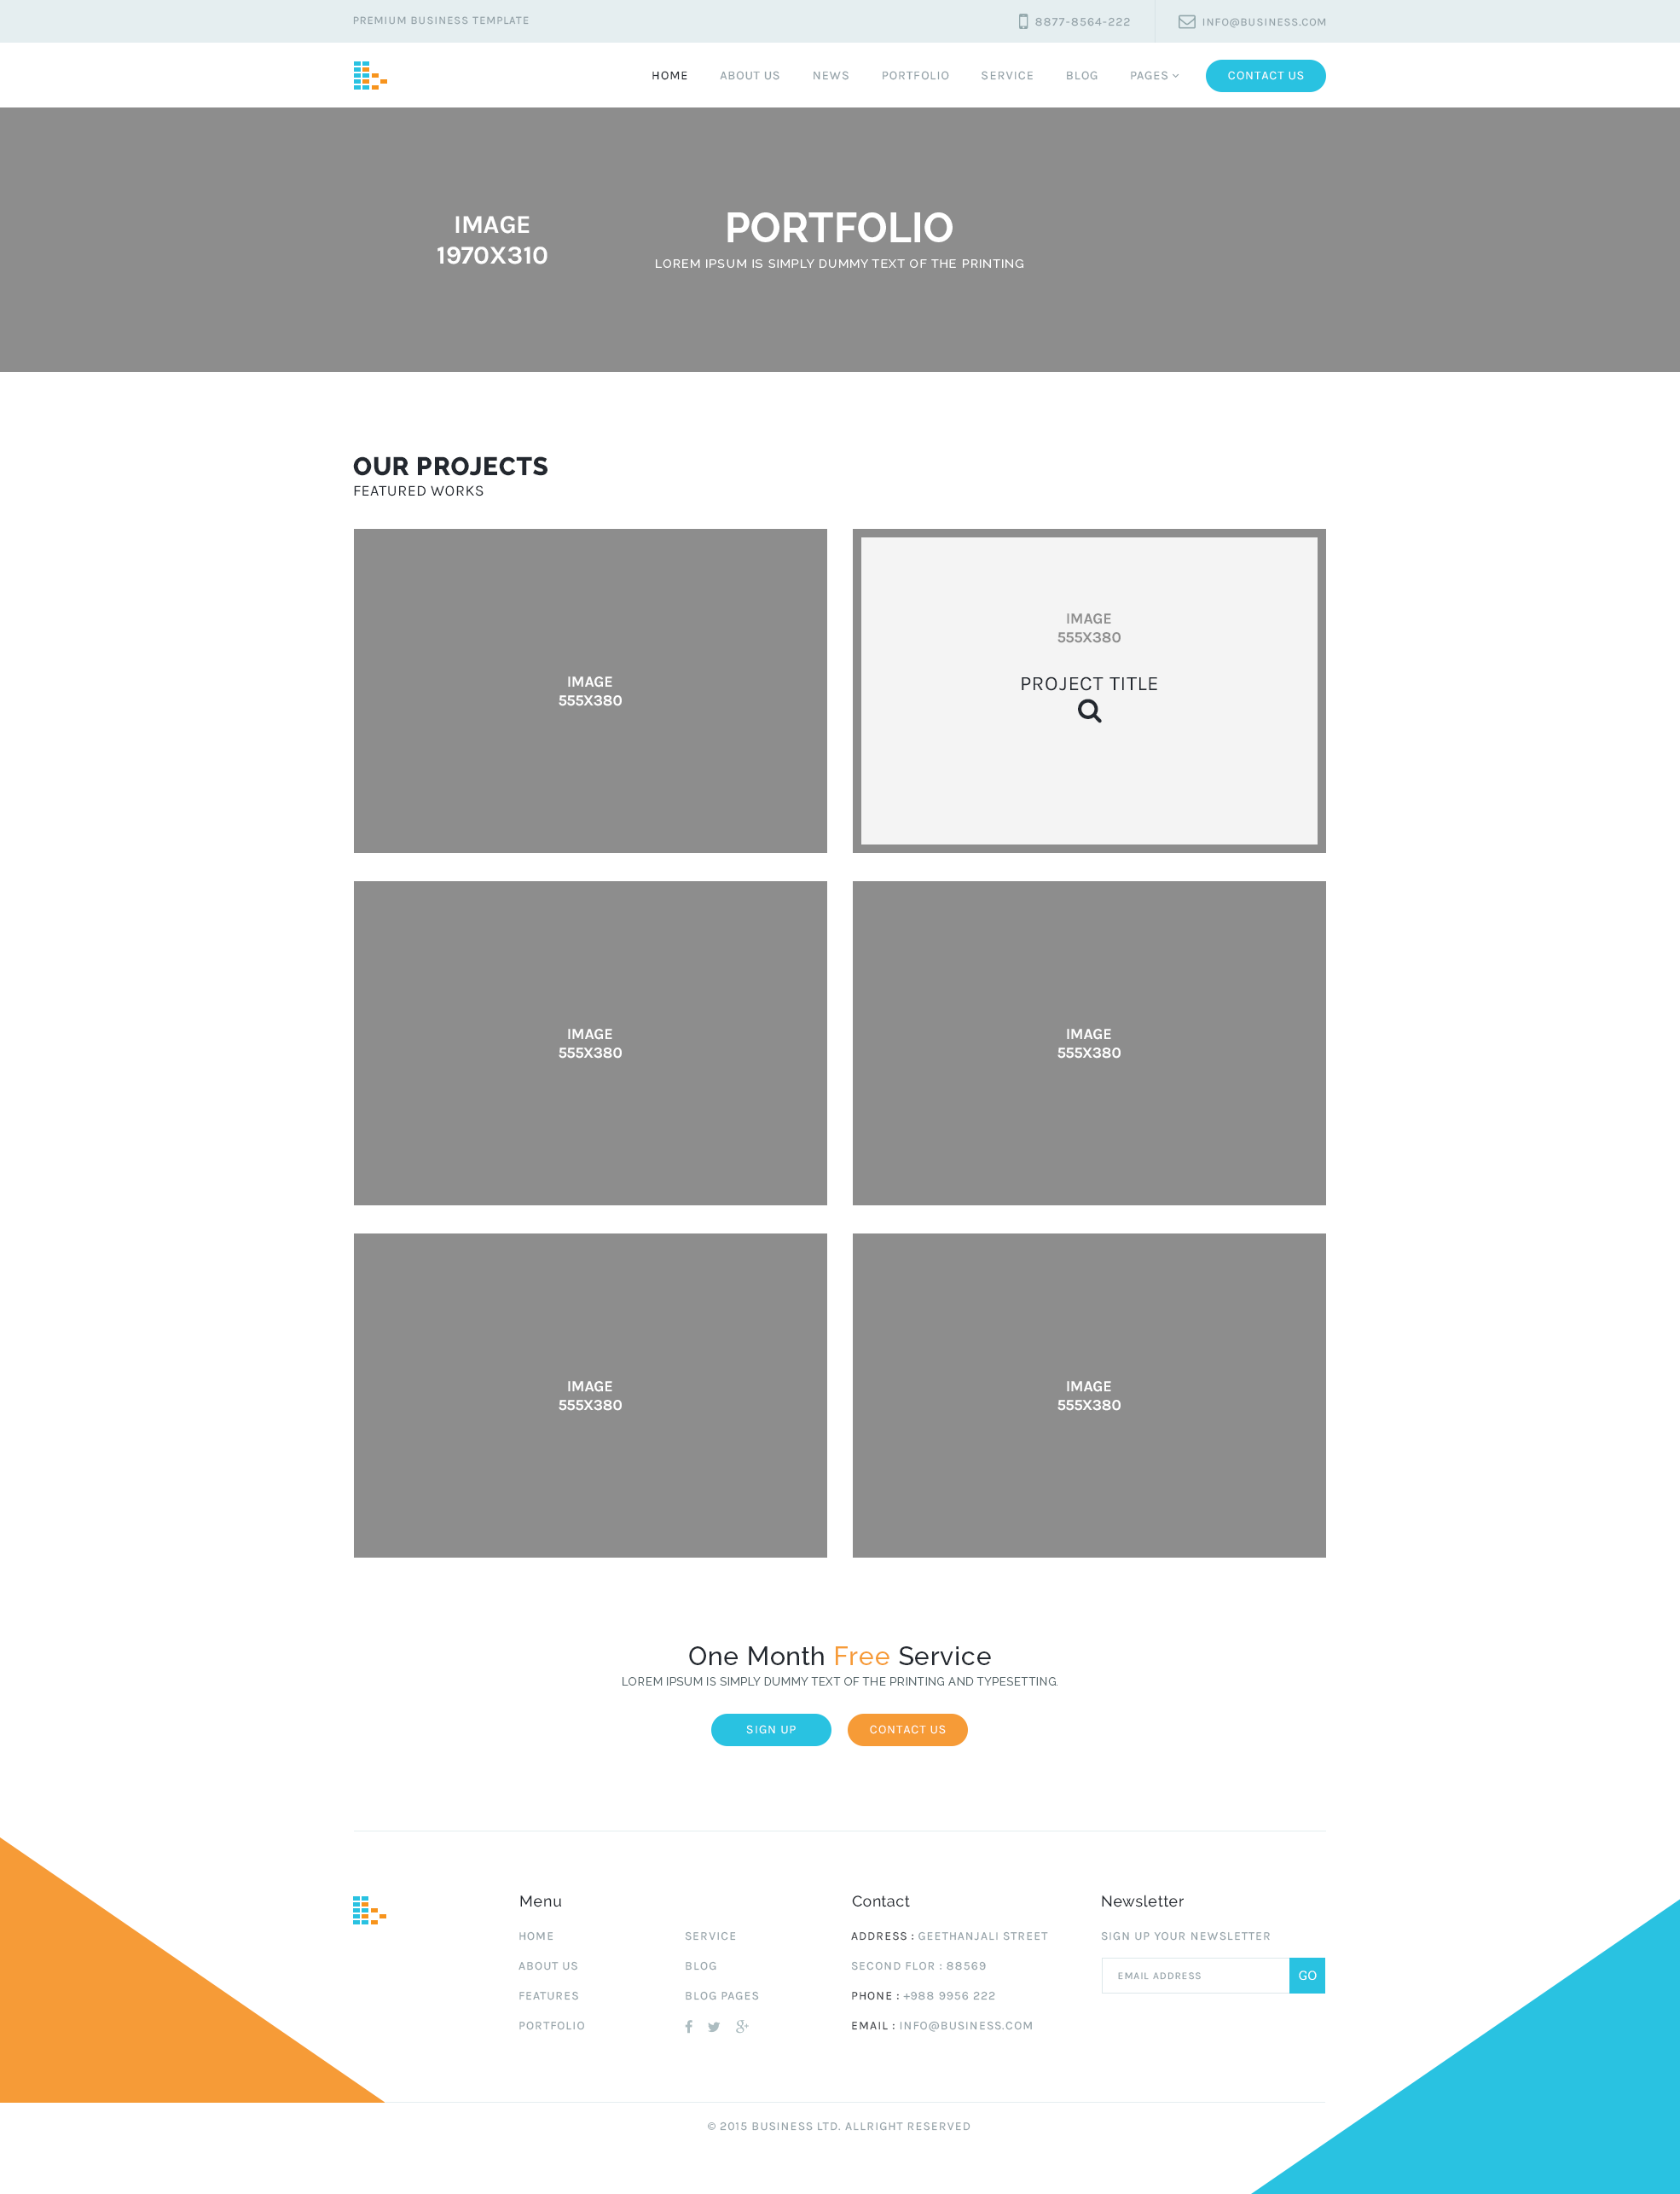 PREMIUM BUSINESS TEMPLATE
8877-8564-222
INFO@BUSINESS.COM
HOME
ABOUT US
NEWS
PORTFOLIO
SERVICE
BLOG
PAGES
CONTACT US
IMAGE
1970X310
PORTFOLIO
LOREM IPSUM IS SIMPLY DUMMY TEXT OF THE PRINTING
OUR PROJECTS
FEATURED WORKS
IMAGE
555X380
IMAGE
555X380
PROJECT TITLE
IMAGE
555X380
IMAGE
555X380
IMAGE
555X380
IMAGE
555X380
One Month Free Service
LOREM IPSUM IS SIMPLY DUMMY TEXT OF THE PRINTING AND TYPESETTING.
SIGN UP
CONTACT US
Menu
HOME
ABOUT US
FEATURES
PORTFOLIO
SERVICE
BLOG
BLOG PAGES
Contact
ADDRESS : GEETHANJALI STREET
SECOND FLOR : 88569
PHONE : +988 9956 222
EMAIL : INFO@BUSINESS.COM
Newsletter
SIGN UP YOUR NEWSLETTER
EMAIL ADDRESS
GO
© 2015 BUSINESS LTD. ALLRIGHT RESERVED